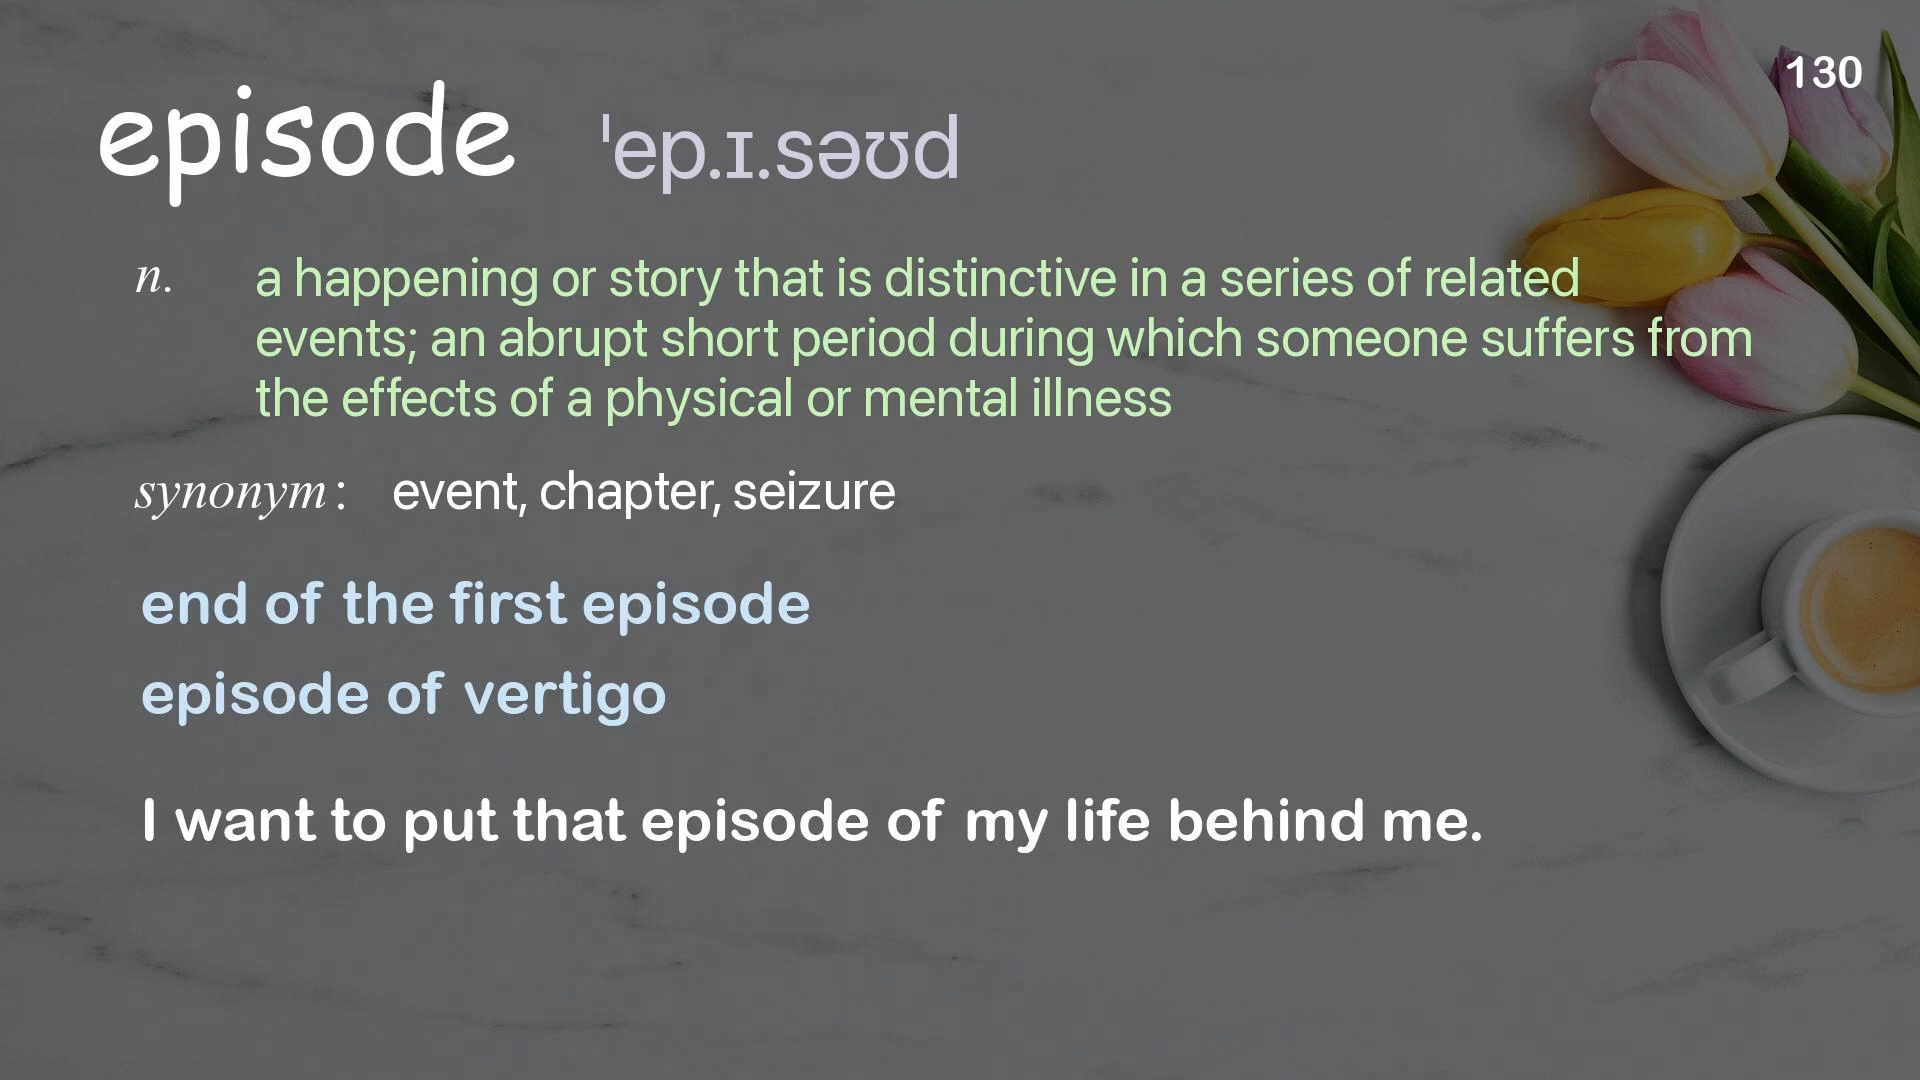 130
episode ˈep.ɪ.səʊd
n. a happening or story that is distinctive in a series of related
events; an abrupt short period during which someone suffers from
the effects of a physical or mental illness
synonym: event, chapter, seizure
end of the first episode
episode of vertigo
I want to put that episode of my life behind me.